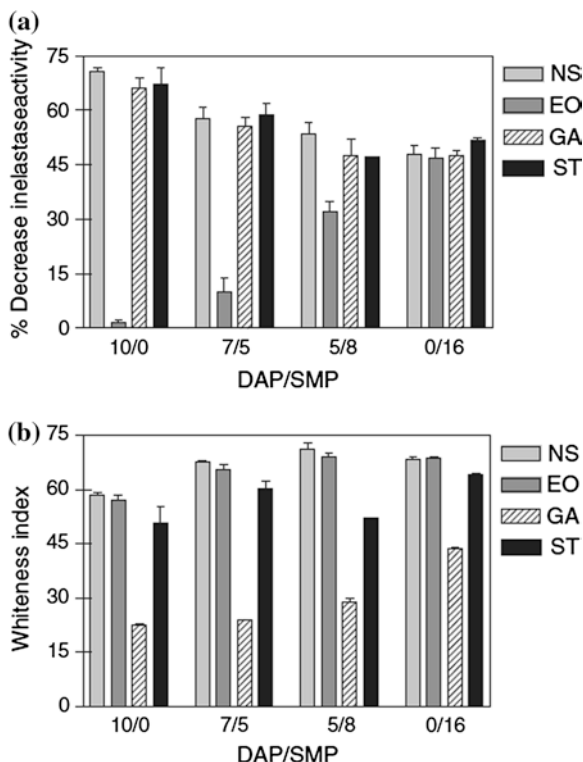 (a)
% Decrease inelastaseactivity
75
60
45
30
15
0
10/0 7/5 5/8 0/16
DAP/SMP
NS
EO
GA
ST
(b)
Whiteness index
75
60
45
30
15
0
10/0 7/5 5/8 0/16
DAP/SMP
NS
EO
GA
ST